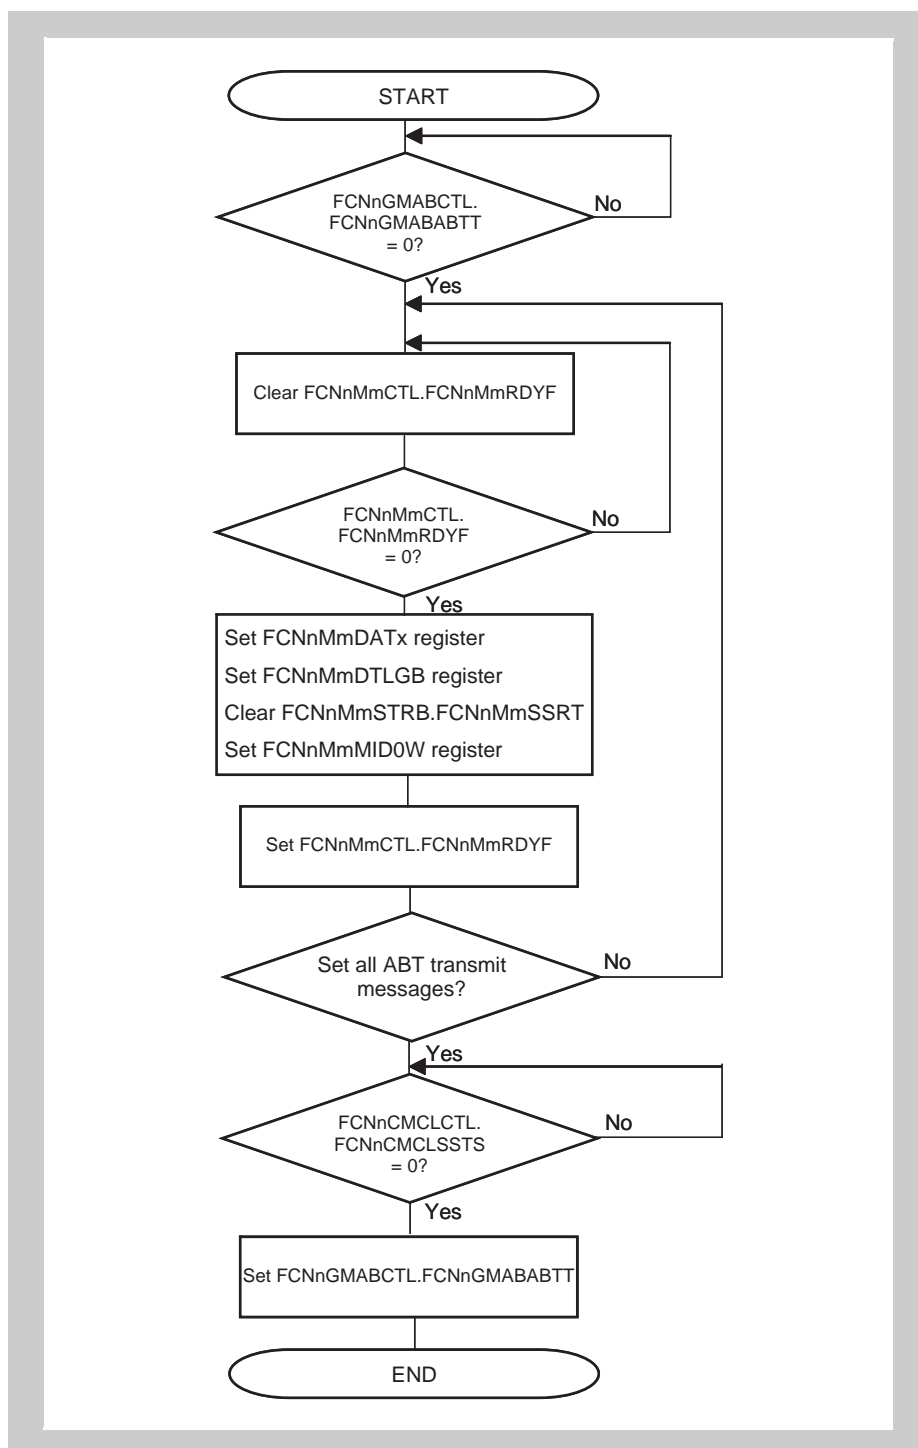 START
FCNnGMABCTL.
FCNnGMABABTT
= 0?
No
Yes
Clear FCNnMmCTL.FCNnMmRDYF
FCNnMmCTL.
FCNnMmRDYF
= 0?
No
Yes
Set FCNnMmDATx register
Set FCNnMmDTLGB register
Clear FCNnMmSTRB.FCNnMmSSRT
Set FCNnMmMID0W register
Set FCNnMmCTL.FCNnMmRDYF
Set all ABT transmit
messages?
No
Yes
FCNnCMCLCTL.
FCNnCMCLSSTS
= 0?
No
Yes
Set FCNnGMABCTL.FCNnGMABABTT
END